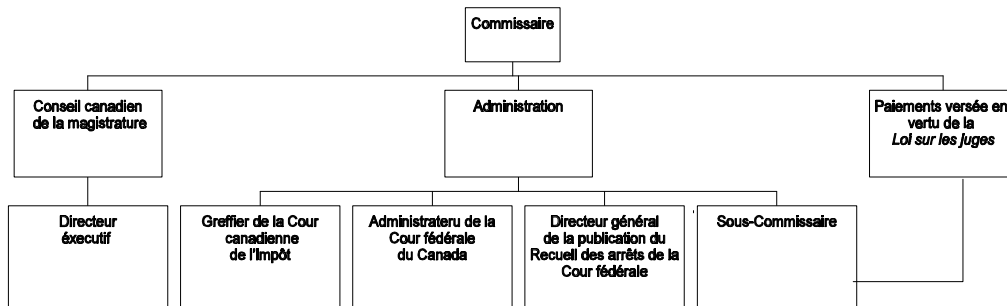 Commissaire
Conseil canadien
de la magistrature
Administration
Paiements versée en
vertu de la
Loi sur les juges
Directeur
éxecutif
Greffier de la Cour
canadienne
de l'Impôt
Administrateru de la
Cour fédérale
du Canada
Directeur général
de la publication du
Recueil des arrêts de la
Cour fédérale
Sous-Commissaire